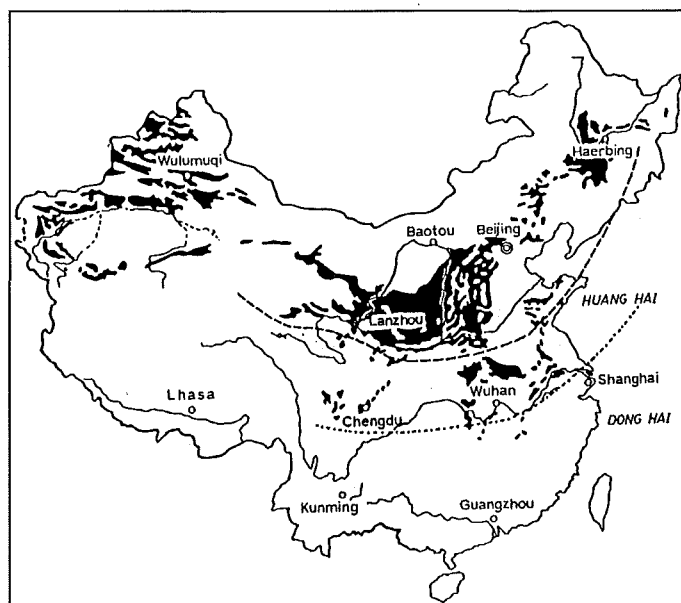 Wulumuqi
Haerbing
Baotou
Beijing
HUANG HAI
Lanzhou
Lhasa
Wuhan
Shanghai
Chengdu
DONG HAI
Kunming
Guangzhou